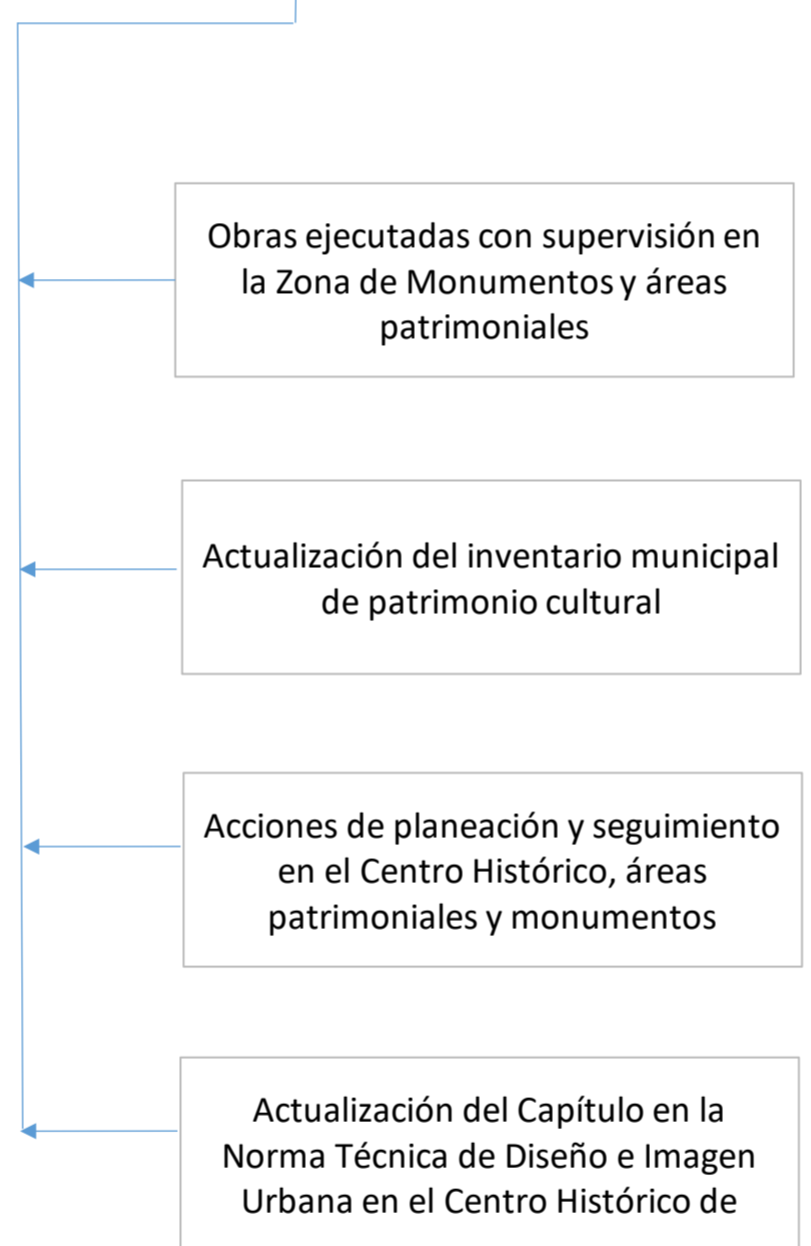 Obras ejecutadas con supervisión en
la Zona de Monumentos y áreas
patrimoniales
Actualización del inventario municipal
de patrimonio cultural
Acciones de planeación y seguimiento
en el Centro Histórico, áreas
patrimoniales y monumentos
Actualización del Capítulo en la
Norma Técnica de Diseño e Imagen
Urbana en el Centro Histórico de